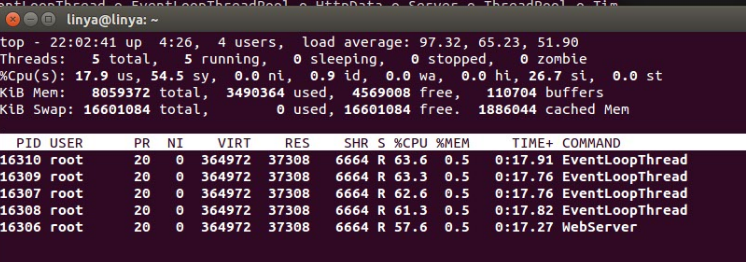 EventLoopThread.o EventLoopThreadPool.o HttpData.o Server.o ThreadPool.o Tim
linya@linya: ~
top - 22:02:41 up  4:26,  4 users,  load average: 97.32, 65.23, 51.90
Threads:   5 total,   5 running,   0 sleeping,   0 stopped,   0 zombie
%Cpu(s): 17.9 us, 54.5 sy,  0.0 ni,  0.9 id,  0.0 wa,  0.0 hi, 26.7 si,  0.0 st
KiB Mem:   8059372 total,  3490364 used,  4569008 free,   110704 buffers
KiB Swap: 16601084 total,        0 used, 16601084 free.  1886044 cached Mem
PID USER      PR  NI    VIRT    RES    SHR S %CPU %MEM     TIME+ COMMAND
16310 root      20   0  364972  37308   6664 R 63.6  0.5   0:17.91 EventLoopThread
16309 root      20   0  364972  37308   6664 R 63.3  0.5   0:17.76 EventLoopThread
16307 root      20   0  364972  37308   6664 R 62.6  0.5   0:17.76 EventLoopThread
16308 root      20   0  364972  37308   6664 R 61.3  0.5   0:17.82 EventLoopThread
16306 root      20   0  364972  37308   6664 R 57.6  0.5   0:17.27 WebServer